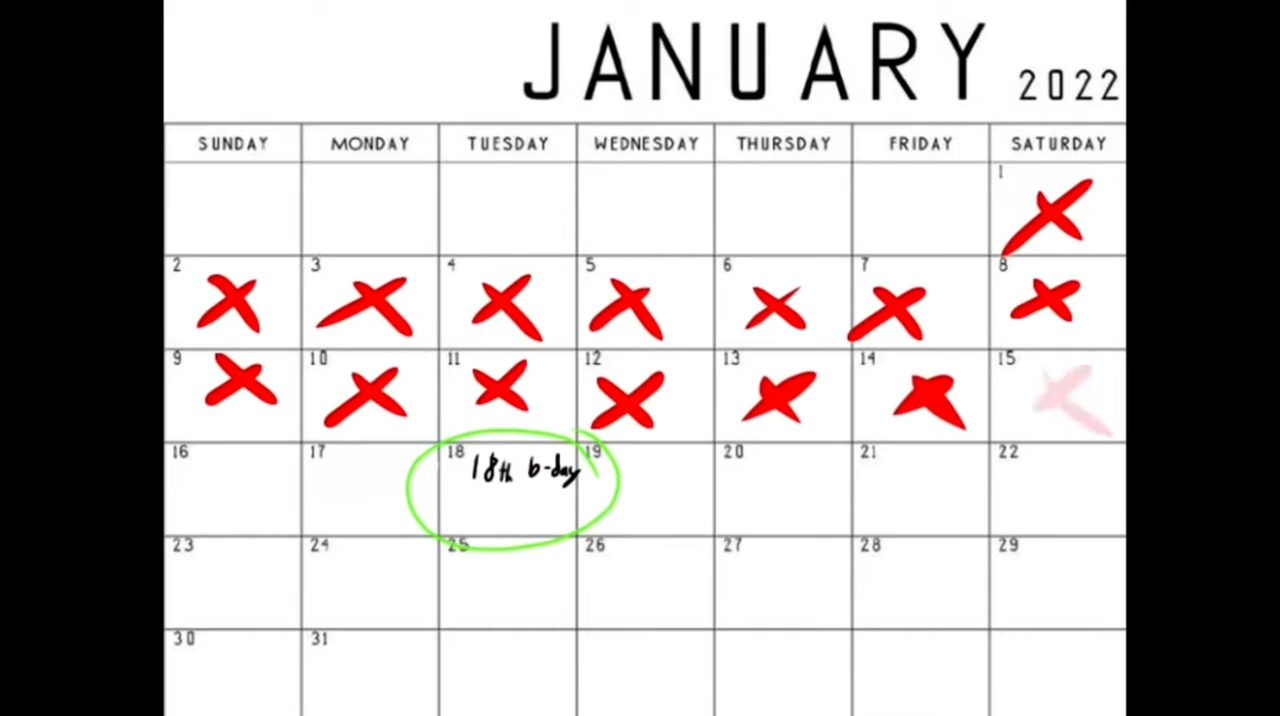 JANUARY 2022
SUNDAY MONDAY TUESDAY WEDNESDAY THURSDAY FRIDAY SATURDAY
1
2 3 4 5 6 7 8
9 10 11 12 13 14 15
16 17 18 19 20 21 22
18th b-day
23 24 25 26 27 28 29
30 31